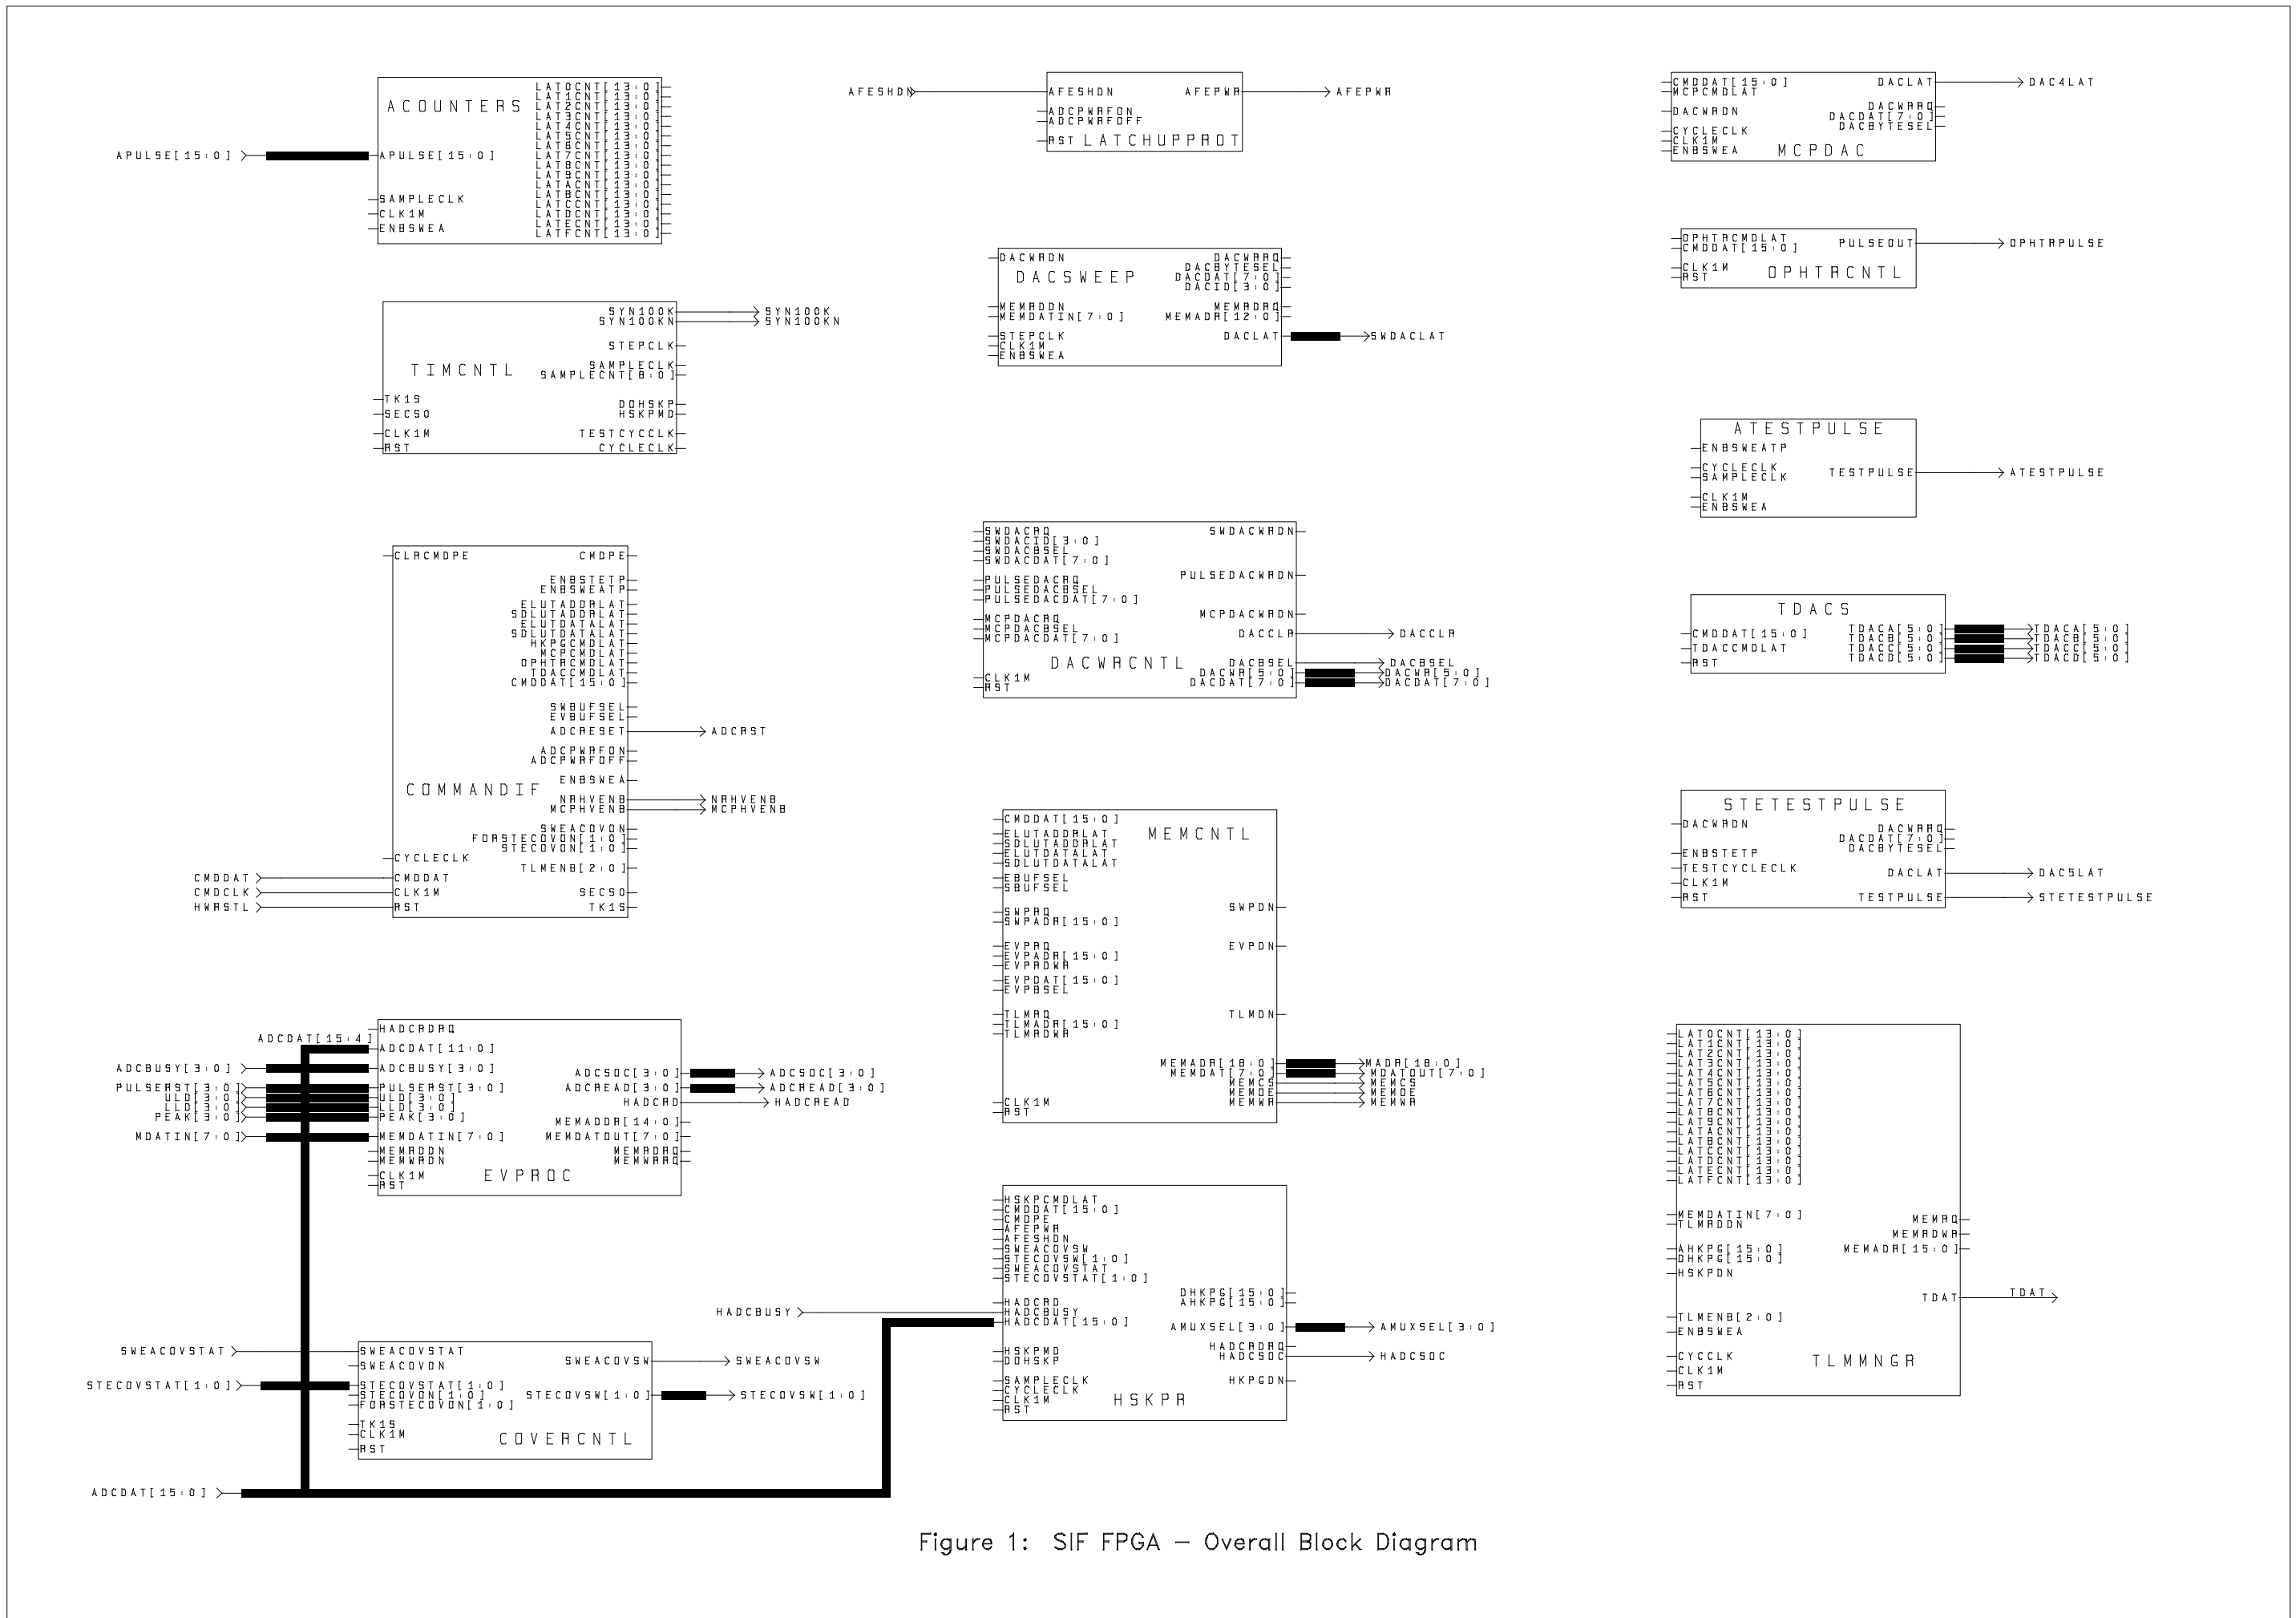 ACOUNTERS
LAT0CNT[13:0]
LAT1CNT[13:0]
LAT2CNT[13:0]
LAT3CNT[13:0]
LAT4CNT[13:0]
LAT5CNT[13:0]
LAT6CNT[13:0]
LAT7CNT[13:0]
LAT8CNT[13:0]
LAT9CNT[13:0]
LATACNT[13:0]
LATBCNT[13:0]
LATCCNT[13:0]
LATDCNT[13:0]
LATECNT[13:0]
LATFCNT[13:0]
APULSE[15:0] APULSE[15:0]
SAMPLECLK
CLK1M
ENBSWEA
SYN100K SYN100K
SYN100KN SYN100KN
STEPCLK
SAMPLECLK
SAMPLECNT[8:0]
TIMCNTL
TK1S DOHSKP
SECS0 HSKPMD
CLK1M TESTCYCCLK
RST CYCLECLK
CLRCMDPE CMDPE
ENBSTETP
ENBSWEATP
ELUTADDRLAT
SDLUTADDRLAT
ELUTDATALAT
SDLUTDATALAT
HKPGCMDLAT
MCPCMDLAT
OPHTRCMDLAT
TDACCMDLAT
CMDDAT[15:0]
SWBUFSEL
EVBUFSEL
ADCRESET ADCRST
ADCPWRFON
ADCPWRFOFF
ENBSWEA
COMMANDIF
NRHVENB NRHVENB
MCPHVENB MCPHVENB
SWEACOVON
FORSTECOVON[1:0]
STECOVON[1:0]
CYCLECLK
TLMENB[2:0]
CMDDAT CMDDAT
CMDCLK CLK1M SECS0
HWRSTL RST TK1S
HADCRDRQ
ADCDAT[15:4] ADCDAT[11:0]
ADCBUSY[3:0] ADCBUSY[3:0]
PULSERST[3:0] PULSERST[3:0]
ULD[3:0] ULD[3:0]
LLD[3:0] LLD[3:0]
PEAK[3:0] PEAK[3:0]
MDATIN[7:0] MEMDATIN[7:0]
MEMRDDN
MEMWRDN
CLK1M
RST
EVPROC
ADCSOC[3:0] ADCSOC[3:0]
ADCREAD[3:0] ADCREAD[3:0]
HADCRD HADCREAD
MEMADDR[14:0]
MEMDATOUT[7:0]
MEMRDRQ
MEMWRRQ
SWEACOVSTAT SWEACOVSTAT
SWEACOVON
STECOVSTAT[1:0] STECOVSTAT[1:0]
STECOVON[1:0]
FORSTECOVON[1:0]
TK1S
CLK1M
RST
COVERCNTL
SWEACOVSW SWEACOVSW
STECOVSW[1:0] STECOVSW[1:0]
ADCDAT[15:0]
AFESHDN AFESHDN AFEPWR AFEPWR
ADCPWRFON
ADCPWRFOFF
RST LATCHUPPROT
DACWRDN DACWRRQ
DACBYTESEL
DACSWEEP DACDAT[7:0]
DACID[3:0]
MEMRDDN MEMRDRQ
MEMDATIN[7:0] MEMADR[12:0]
STEPCLK DACLAT SWDACLAT
CLK1M
ENBSWEA
SWDACRQ SWDACWRDN
SWDACID[3:0]
SWDACBSEL
SWDACDAT[7:0]
PULSEDACRQ PULSEDACWRDN
PULSEDACBSEL
PULSEDACDAT[7:0]
MCPDACRQ MCPDACWRDN
MCPDACBSEL
MCPDACDAT[7:0]
DACCLR DACCLR
DACWRCNTL
DACBSEL DACBSEL
DACWR[5:0] DACWR[5:0]
DACDAT[7:0] DACDAT[7:0]
CLK1M
RST
CMDDAT[15:0]
MEMCNTL
ELUTADDRLAT
SDLUTADDRLAT
ELUTDATALAT
SDLUTDATALAT
EBUFSEL
SBUFSEL
SWPRQ SWPDN
SWPADR[15:0]
EVPRQ EVPDN
EVPADR[15:0]
EVPRDWR
EVPDAT[15:0]
EVPBSEL
TLMRQ TLMDN
TLMADR[15:0]
TLMRDWR
MEMADR[18:0] MADR[18:0]
MEMDAT[7:0] MDATOUT[7:0]
MEMCS MEMCS
MEMOE MEMOE
CLK1M MEMWR MEMWR
RST
HSKPCMDLAT
CMDDAT[15:0]
CMDPE
AFEPWR
AFESHDN
SWEACOVSW
STECOVSW[1:0]
SWEACOVSTAT
STECOVSTAT[1:0]
DHKPG[15:0]
HADCRD AHKPG[15:0]
HADCBUSY HADCBUSY
HADCDAT[15:0]
AMUXSEL[3:0] AMUXSEL[3:0]
HSKPMD HADCRDRQ
DOHSKP HADCSOC HADCSOC
SAMPLECLK HKPGDN
CYCLECLK
CLK1M
RST
HSKPR
CMDDAT[15:0] DACLAT DAC4LAT
MCPCMDLAT
DACWRDN
DACWRRQ
DACDAT[7:0]
DACBYTESEL
CYCLECLK
CLK1M
ENBSWEA
MCPDAC
OPHTRCMDLAT PULSEOUT OPHTRPULSE
CMDDAT[15:0]
CLK1M
RST
OPHTRCNTL
ATESTPULSE
ENBSWEATP
CYCLECLK
SAMPLECLK
TESTPULSE ATESTPULSE
CLK1M
ENBSWEA
TDACS
CMDDAT[15:0]
TDACCMDLAT
RST
TDACA[5:0] TDACA[5:0]
TDACB[5:0] TDACB[5:0]
TDACC[5:0] TDACC[5:0]
TDACD[5:0] TDACD[5:0]
STETESTPULSE
DACWRDN
DACWRRQ
DACDAT[7:0]
DACBYTESEL
ENBSTETP
TESTCYCLECLK DACLAT DAC5LAT
CLK1M
RST TESTPULSE STETESTPULSE
LAT0CNT[13:0]
LAT1CNT[13:0]
LAT2CNT[13:0]
LAT3CNT[13:0]
LAT4CNT[13:0]
LAT5CNT[13:0]
LAT6CNT[13:0]
LAT7CNT[13:0]
LAT8CNT[13:0]
LAT9CNT[13:0]
LATACNT[13:0]
LATBCNT[13:0]
LATCCNT[13:0]
LATDCNT[13:0]
LATECNT[13:0]
LATFCNT[13:0]
MEMDATIN[7:0] MEMRQ
TLMRDDN
MEMRDWR
AHKPG[15:0] MEMADR[15:0]
DHKPG[15:0]
HSKPDN
TDAT TDAT
TLMENB[2:0]
ENBSWEA
CYCCLK
CLK1M
RST
TLMMNGR
Figure 1: SIF FPGA – Overall Block Diagram